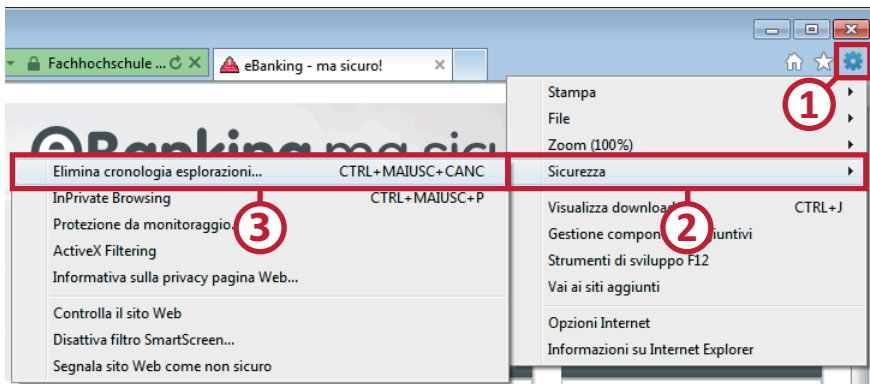 Fachhochschule ...
eBanking - ma sicuro!
1
Stampa
File
Zoom (100%)
Sicurezza
2
Visualizza download CTRL+J
Gestione componenti aggiuntivi
Strumenti di sviluppo F12
Vai ai siti aggiunti
Opzioni Internet
Informazioni su Internet Explorer
eBanking ma sicu
Elimina cronologia esplorazioni... CTRL+MAIUSC+CANC
3
InPrivate Browsing CTRL+MAIUSC+P
Protezione da monitoraggio...
ActiveX Filtering
Informativa sulla privacy pagina Web...
Controlla il sito Web
Disattiva filtro SmartScreen...
Segnala sito Web come non sicuro